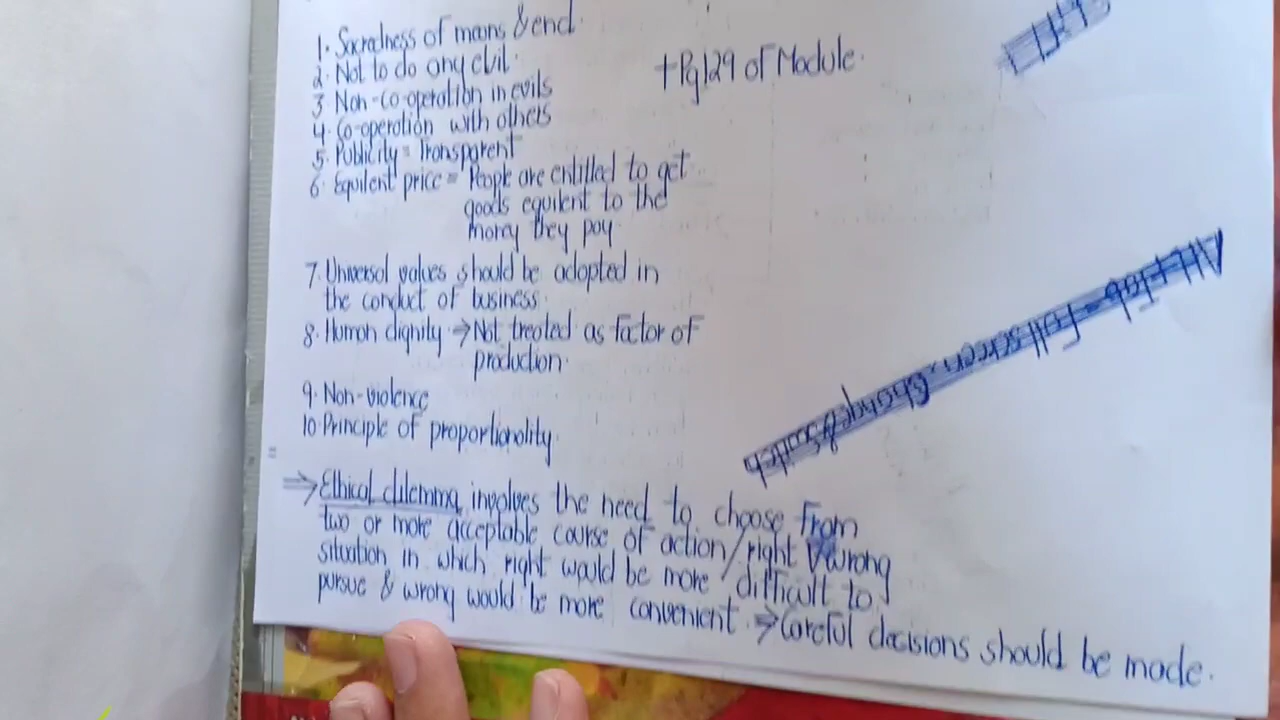 1. Sacredness of means & end.
2. Not to do any evil.
3 Non-Co-operation in evils
4. Co-operation with others
5. Publicity = Transparent
6. Equilent price = People are entitled to get
goods equilent to the
money they pay
+Pg129 of Module.
7. Universal values should be adopted in
the conduct of business.
8. Human dignity ⇒ Not treated as factor of
production.
9. Non-violence
10. Principle of proportionality.
⇒ Ethical dilemma, involves the need to choose from
two or more acceptable course of action/right V wrong
situation in which right would be more difficult to
pursue & wrong would be more convenient. ⇒ Careful decisions should be made.